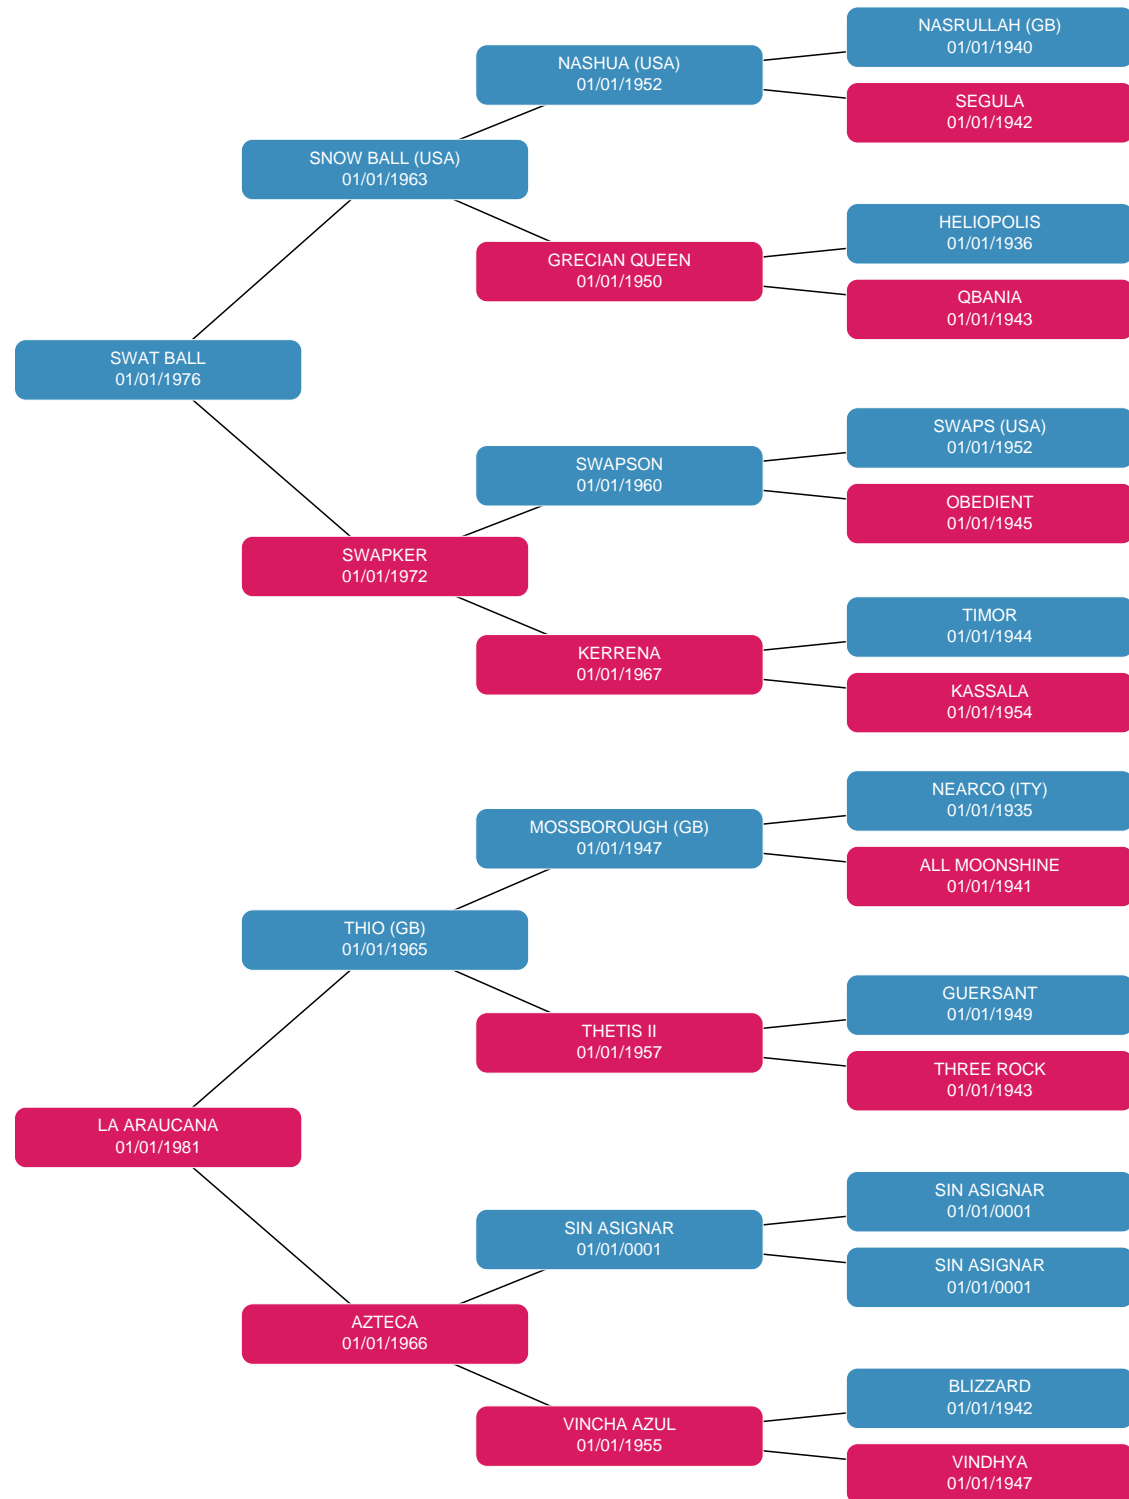 NASRULLAH (GB)
01/01/1940
NASHUA (USA)
01/01/1952
SEGULA
01/01/1942
SNOW BALL (USA)
01/01/1963
HELIOPOLIS
01/01/1936
GRECIAN QUEEN
01/01/1950
QBANIA
01/01/1943
SWAT BALL
01/01/1976
SWAPS (USA)
01/01/1952
SWAPSON
01/01/1960
OBEDIENT
01/01/1945
SWAPKER
01/01/1972
TIMOR
01/01/1944
KERRENA
01/01/1967
KASSALA
01/01/1954
NEARCO (ITY)
01/01/1935
MOSSBOROUGH (GB)
01/01/1947
ALL MOONSHINE
01/01/1941
THIO (GB)
01/01/1965
GUERSANT
01/01/1949
THETIS II
01/01/1957
THREE ROCK
01/01/1943
LA ARAUCANA
01/01/1981
SIN ASIGNAR
01/01/0001
SIN ASIGNAR
01/01/0001
SIN ASIGNAR
01/01/0001
AZTECA
01/01/1966
BLIZZARD
01/01/1942
VINCHA AZUL
01/01/1955
VINDHYA
01/01/1947